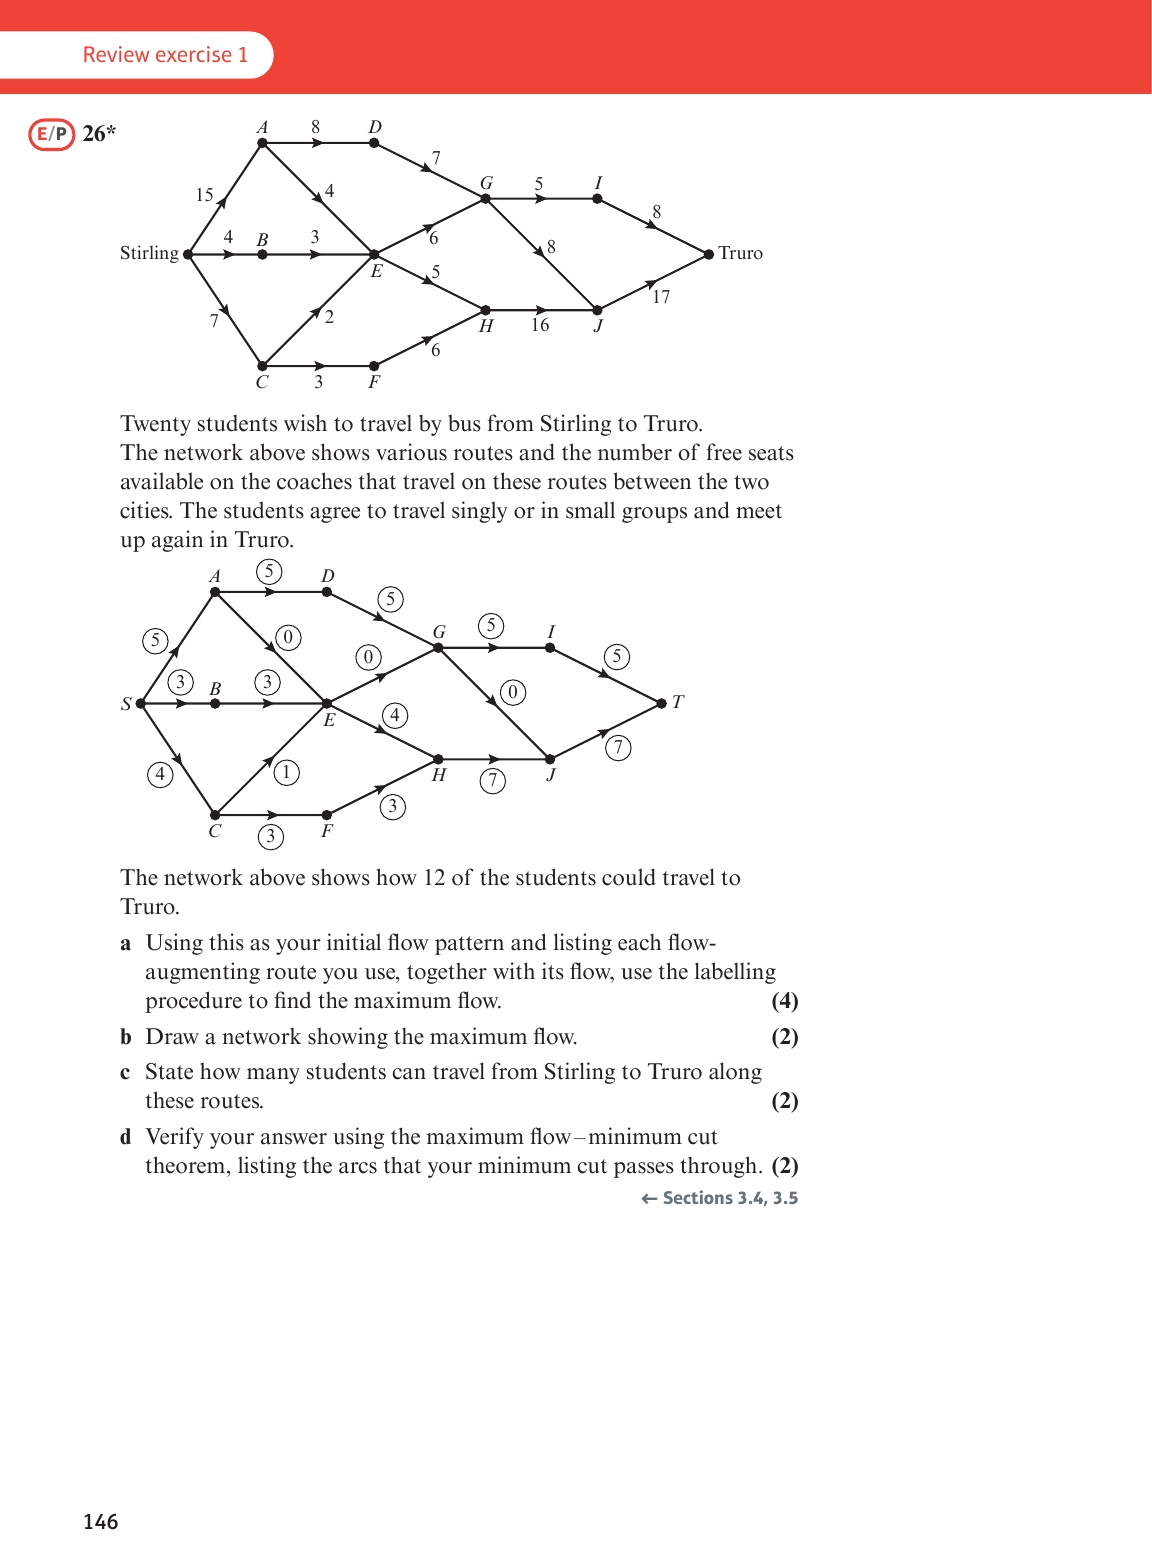 Review exercise 1
E/P 26*
A 8 D
7
G 5 I
15 4 8
4 B 3 6 8
Stirling Truro
E 5
7 2 17
H 16 J
6
C 3 F
Twenty students wish to travel by bus from Stirling to Truro.
The network above shows various routes and the number of free seats
available on the coaches that travel on these routes between the two
cities. The students agree to travel singly or in small groups and meet
up again in Truro.
A 5 D
5
G 5 I
5 0 0 5
3 B 3 0
S T
E 4
4 1 7
H 7 J
3
C 3 F
The network above shows how 12 of the students could travel to
Truro.
a Using this as your initial flow pattern and listing each flow-
augmenting route you use, together with its flow, use the labelling
procedure to find the maximum flow. (4)
b Draw a network showing the maximum flow. (2)
c State how many students can travel from Stirling to Truro along
these routes. (2)
d Verify your answer using the maximum flow–minimum cut
theorem, listing the arcs that your minimum cut passes through. (2)
← Sections 3.4, 3.5
146